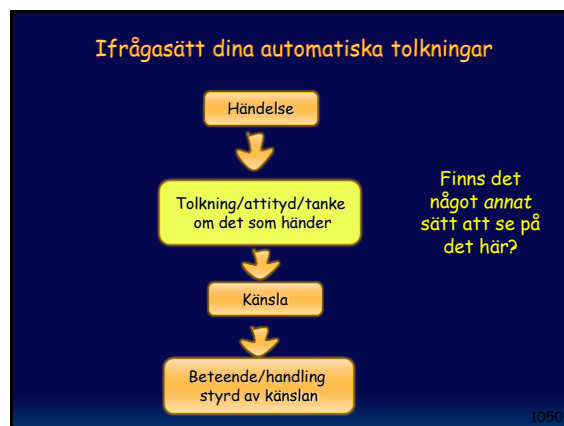 Ifrågasätt dina automatiska tolkningar
Händelse
Tolkning/attityd/tanke
om det som händer
Finns det
något annat
sätt att se på
det här?
Känsla
Beteende/handling
styrd av känslan
1050